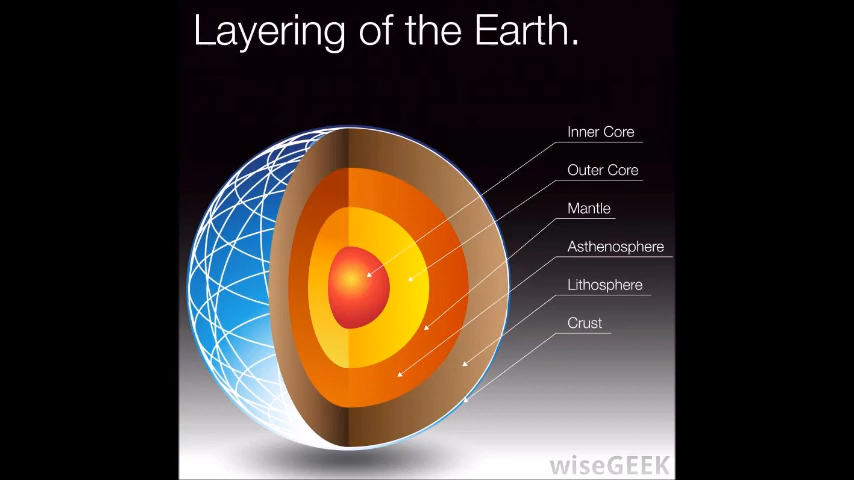 Layering of the Earth.
Inner Core
Outer Core
Mantle
Asthenosphere
Lithosphere
Crust
wiseGEEK